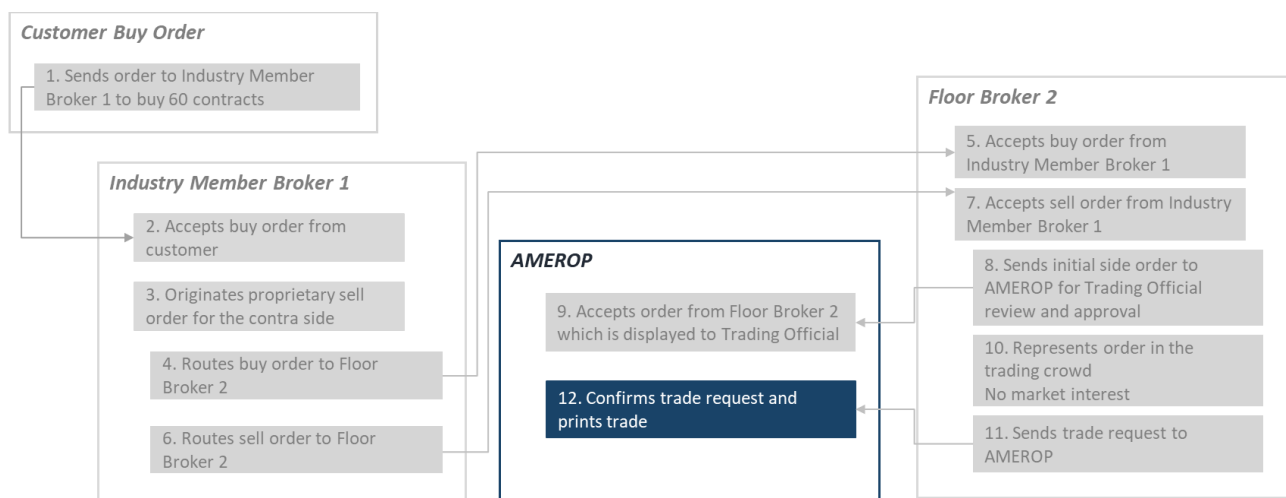 Customer Buy Order
1. Sends order to Industry Member
Broker 1 to buy 60 contracts
Industry Member Broker 1
2. Accepts buy order from
customer
3. Originates proprietary sell
order for the contra side
4. Routes buy order to Floor
Broker 2
6. Routes sell order to Floor
Broker 2
AMEROP
9. Accepts order from Floor Broker 2
which is displayed to Trading Official
12. Confirms trade request and
prints trade
Floor Broker 2
5. Accepts buy order from
Industry Member Broker 1
7. Accepts sell order from Industry
Member Broker 1
8. Sends initial side order to
AMEROP for Trading Official
review and approval
10. Represents order in the
trading crowd
No market interest
11. Sends trade request to
AMEROP